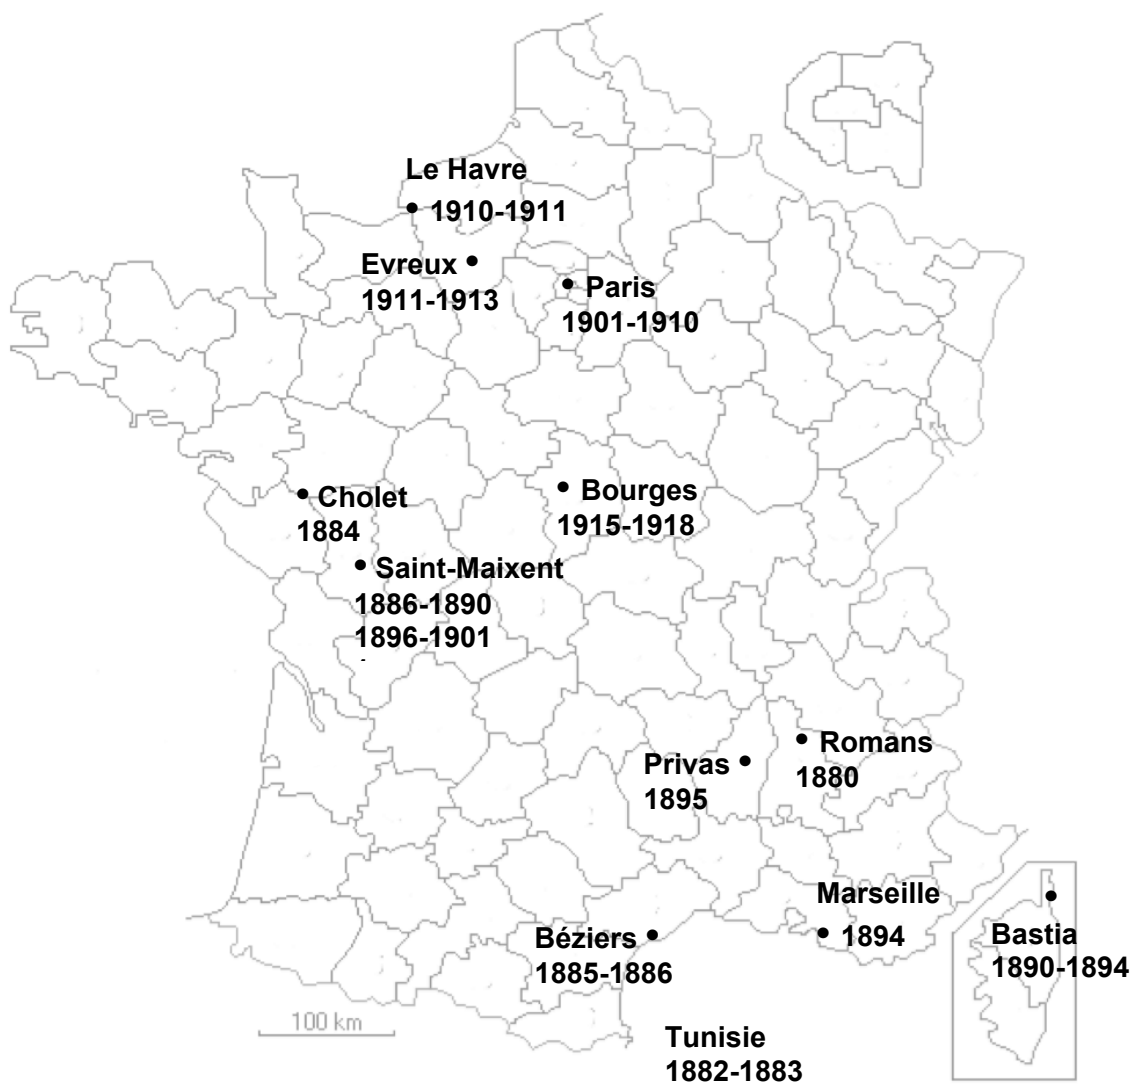 Le Havre
1910-1911
Evreux
1911-1913
Paris
1901-1910
Cholet
1884
Bourges
1915-1918
Saint-Maixent
1886-1890
1896-1901
Romans
1880
Privas
1895
Marseille
1894
Béziers
1885-1886
Bastia
1890-1894
100 km
Tunisie
1882-1883